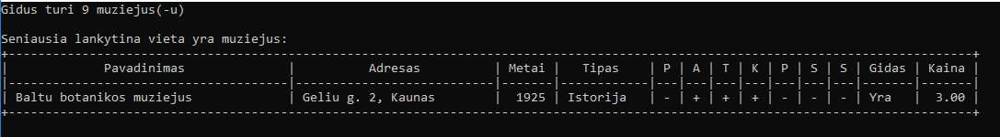 Gidus turi 9 muziejus(-u)
Seniausia lankytina vieta yra muziejus:
+-----------------------------------------------------------------------------------------------------------------------------------+
| Pavadinimas | Adresas | Metai | Tipas | P | A | T | K | P | S | S | Gidas | Kaina |
|--------------------------------------|---------------------------|-------|------------|---|---|---|---|---|---|---|-------|-------|
| Baltu botanikos muziejus | Geliu g. 2, Kaunas | 1925 | Istorija | - | + | + | + | - | - | - | Yra | 3.00 |
+-----------------------------------------------------------------------------------------------------------------------------------+